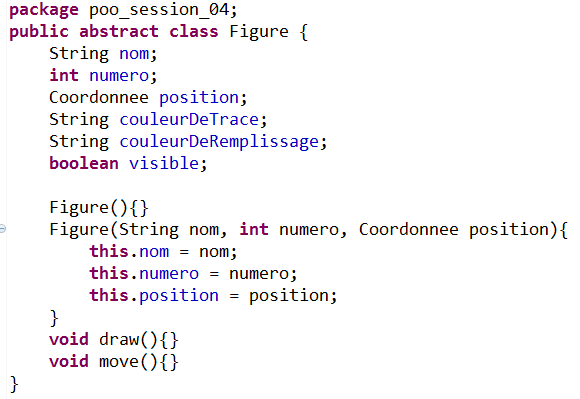 package poo_session_04;
public abstract class Figure {
String nom;
int numero;
Coordonnee position;
String couleurDeTrace;
String couleurDeRemplissage;
boolean visible;
Figure(){}
Figure(String nom, int numero, Coordonnee position){
this.nom = nom;
this.numero = numero;
this.position = position;
}
void draw(){}
void move(){}
}